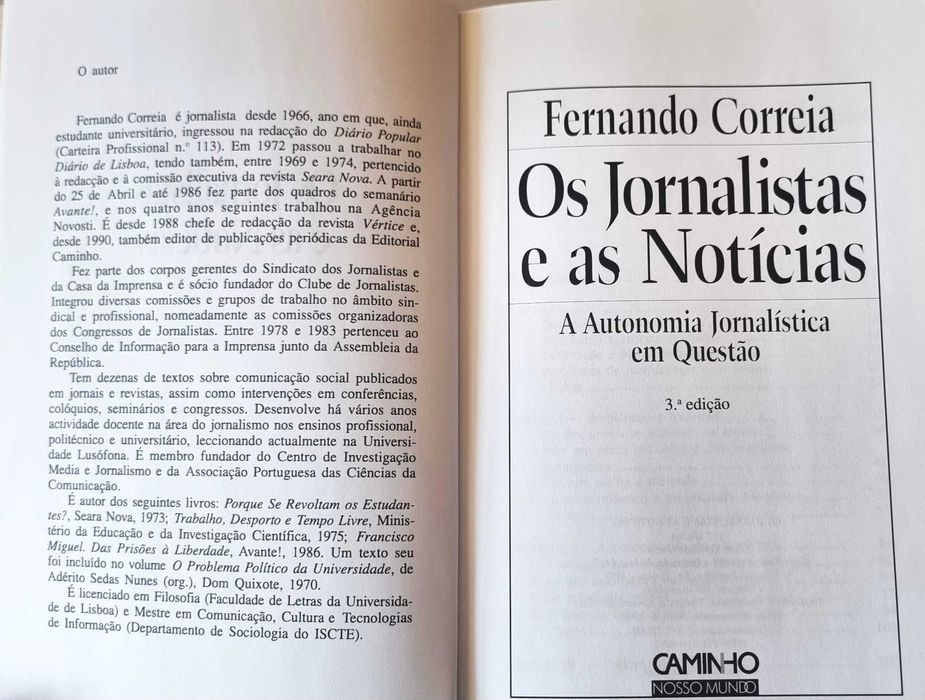 O autor
Fernando Correia é jornalista desde 1966, ano em que, ainda
estudante universitário, ingressou na redacção do Diário Popular
(Carteira Profissional n.º 113). Em 1972 passou a trabalhar no
Diário de Lisboa, tendo também, entre 1969 e 1974, pertencido
à redacção e à comissão executiva da revista Seara Nova. A partir
do 25 de Abril e até 1986 fez parte dos quadros do semanário
Avante!, e nos quatro anos seguintes trabalhou na Agência
Novosti. É desde 1988 chefe de redacção da revista Vértice e,
desde 1990, também editor de publicações periódicas da Editorial
Caminho.
Fez parte dos corpos gerentes do Sindicato dos Jornalistas e
da Casa da Imprensa e é sócio fundador do Clube de Jornalistas.
Integrou diversas comissões e grupos de trabalho no âmbito sin-
dical e profissional, nomeadamente as comissões organizadoras
dos Congressos de Jornalistas. Entre 1978 e 1983 pertenceu ao
Conselho de Informação para a Imprensa junto da Assembleia da
República.
Tem dezenas de textos sobre comunicação social publicados
em jornais e revistas, assim como intervenções em conferências,
colóquios, seminários e congressos. Desenvolve há vários anos
actividade docente na área do jornalismo nos ensinos profissional,
politécnico e universitário, leccionando actualmente na Universi-
dade Lusófona. É membro fundador do Centro de Investigação
Media e Jornalismo e da Associação Portuguesa das Ciências da
Comunicação.
É autor dos seguintes livros: Porque Se Revoltam os Estudan-
tes?, Seara Nova, 1973; Trabalho, Desporto e Tempo Livre, Minis-
tério da Educação e da Investigação Científica, 1975; Francisco
Miguel. Das Prisões à Liberdade, Avante!, 1986. Um texto seu
foi incluído no volume O Problema Político da Universidade, de
Adérito Sedas Nunes (org.), Dom Quixote, 1970.
É licenciado em Filosofia (Faculdade de Letras da Universida-
de de Lisboa) e Mestre em Comunicação, Cultura e Tecnologias
de Informação (Departamento de Sociologia do ISCTE).
Fernando Correia
Os Jornalistas
e as Notícias
A Autonomia Jornalística
em Questão
3.ª edição
CAMINHO
NOSSO MUNDO